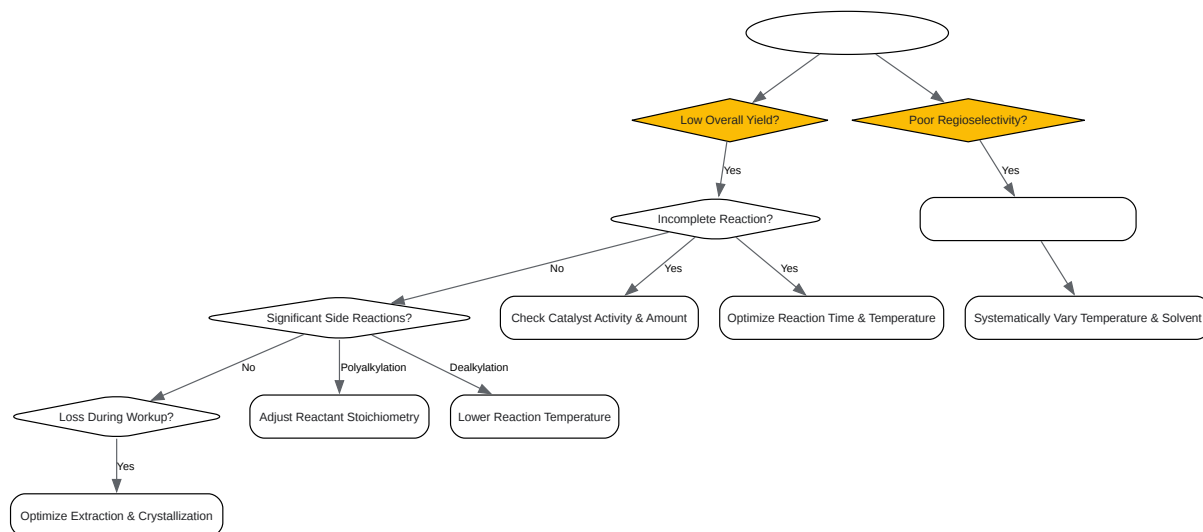 Low Overall Yield?
Poor Regioselectivity?
Yes
Yes
Incomplete Reaction?
No
Yes
Yes
Significant Side Reactions?
Check Catalyst Activity & Amount
Optimize Reaction Time & Temperature
Systematically Vary Temperature & Solvent
No
Polyalkylation
Dealkylation
Loss During Workup?
Adjust Reactant Stoichiometry
Lower Reaction Temperature
Yes
Optimize Extraction & Crystallization